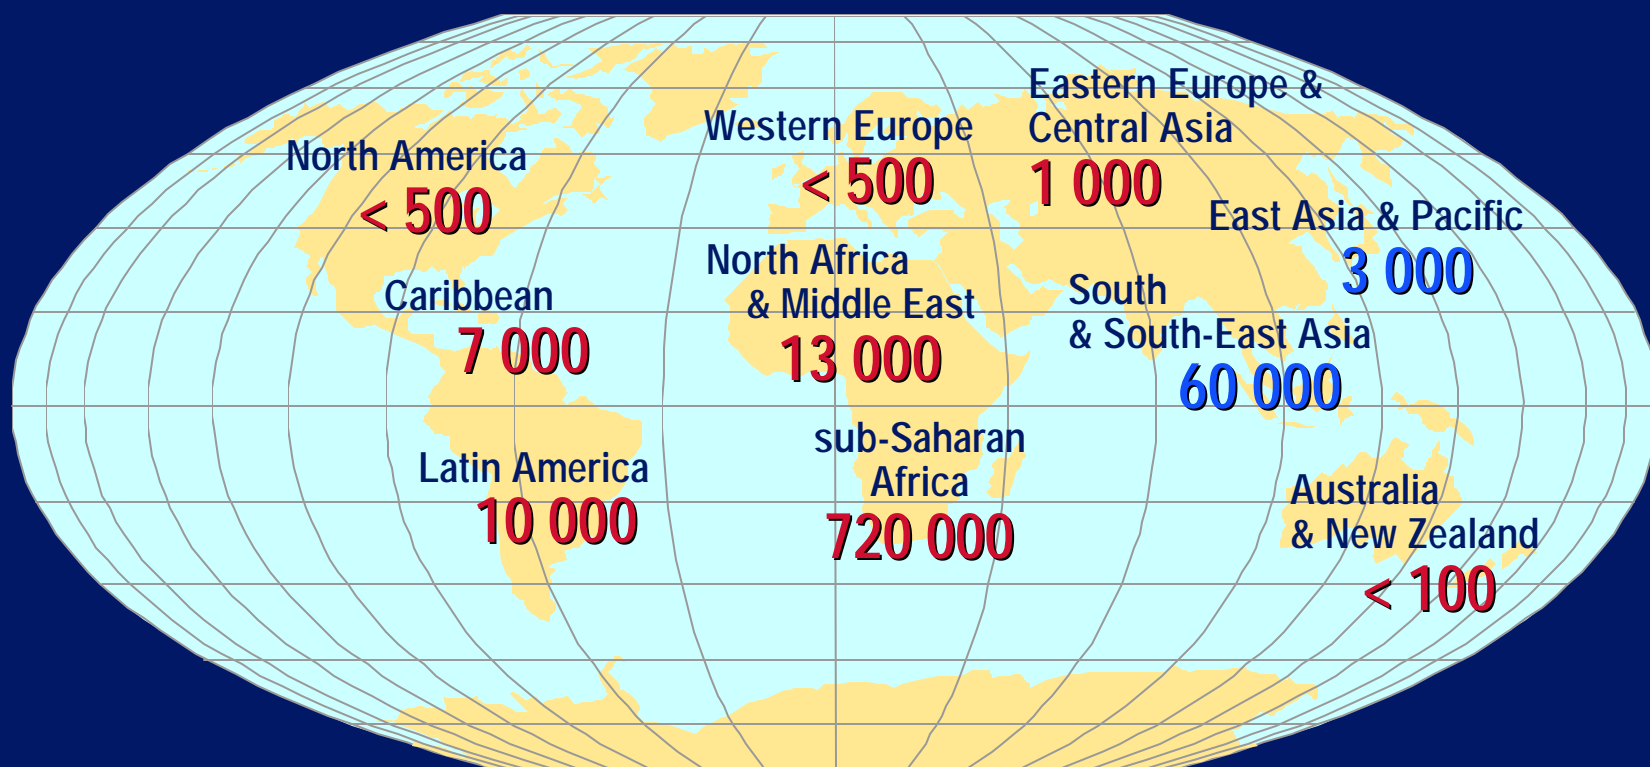 North America
< 500
Caribbean
7 000
Latin America
10 000
Western Europe
< 500
North Africa
& Middle East
13 000
sub-Saharan
Africa
720 000
Eastern Europe &
Central Asia
1 000
East Asia & Pacific
3 000
South
& South-East Asia
60 000
Australia
& New Zealand
< 100